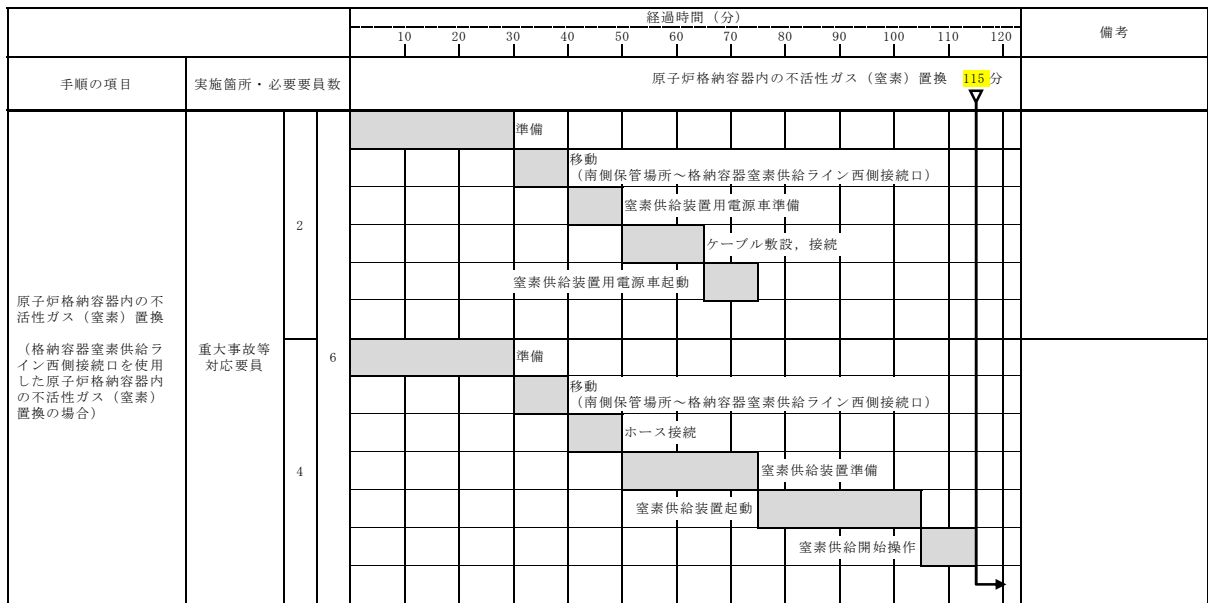 経過時間（分）
10 20 30 40 50 60 70 80 90 100 110 120
備考
手順の項目
実施箇所・必要要員数
原子炉格納容器内の不活性ガス（窒素）置換 115分
準備
移動
（南側保管場所～格納容器窒素供給ライン西側接続口）
窒素供給装置用電源車準備
2
ケーブル敷設，接続
窒素供給装置用電源車起動
原子炉格納容器内の不
活性ガス（窒素）置換
（格納容器窒素供給ラ
イン西側接続口を使用
した原子炉格納容器内
の不活性ガス（窒素）
置換の場合）
重大事故等
対応要員
6
準備
移動
（南側保管場所～格納容器窒素供給ライン西側接続口）
ホース接続
4
窒素供給装置準備
窒素供給装置起動
窒素供給開始操作